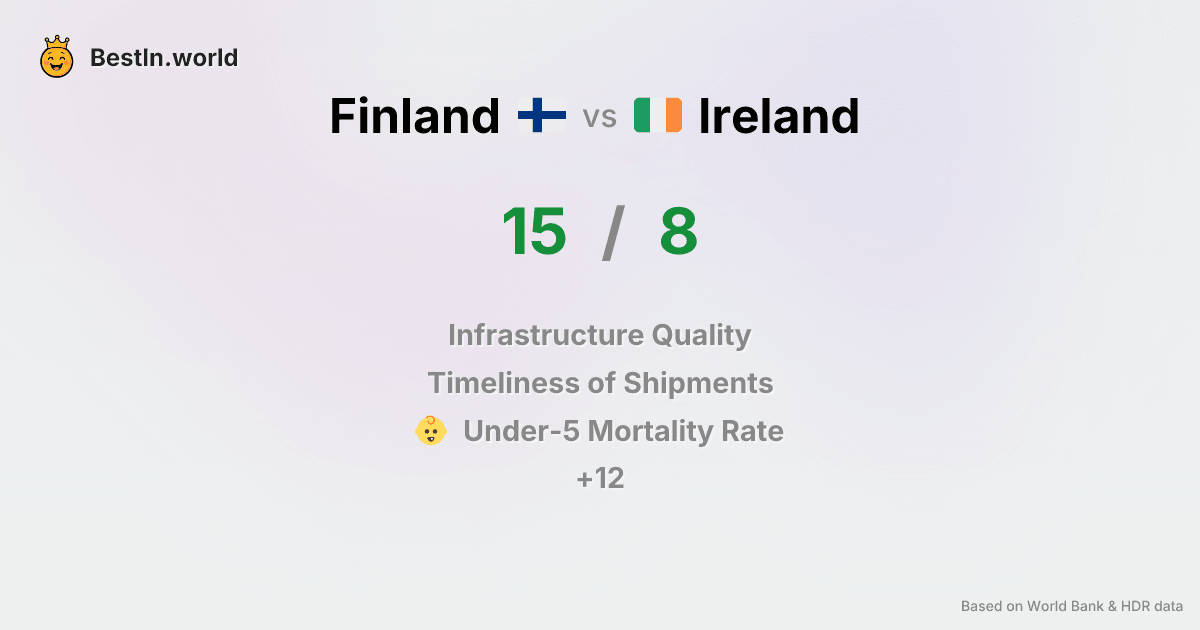 BestIn.world
Finland vs Ireland
15 / 8
Infrastructure Quality
Timeliness of Shipments
Under-5 Mortality Rate
+12
Based on World Bank & HDR data